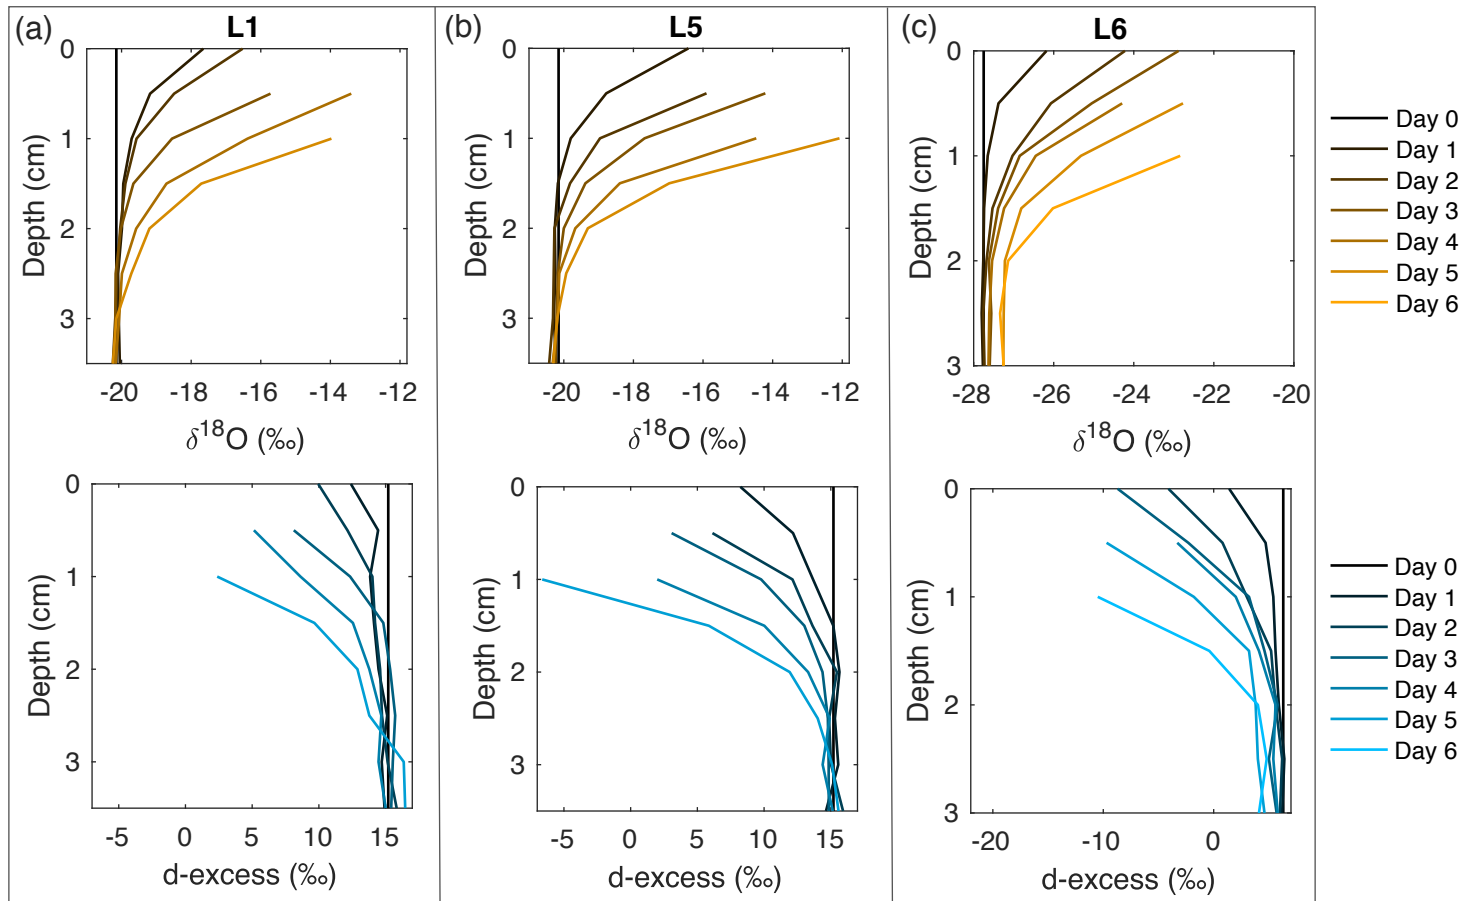 (a)
L1
(b)
L5
(c)
L6
0
1
2
3
Depth (cm)
-20
-18
-16
-14
-12
δ18O (‰)
0
1
2
3
Depth (cm)
-20
-18
-16
-14
-12
δ18O (‰)
0
1
2
3
Depth (cm)
-28
-26
-24
-22
-20
δ18O (‰)
Day 0
Day 1
Day 2
Day 3
Day 4
Day 5
Day 6
0
1
2
3
Depth (cm)
-5
0
5
10
15
d-excess (‰)
0
1
2
3
Depth (cm)
-5
0
5
10
15
d-excess (‰)
0
1
2
3
Depth (cm)
-20
-10
0
d-excess (‰)
Day 0
Day 1
Day 2
Day 3
Day 4
Day 5
Day 6